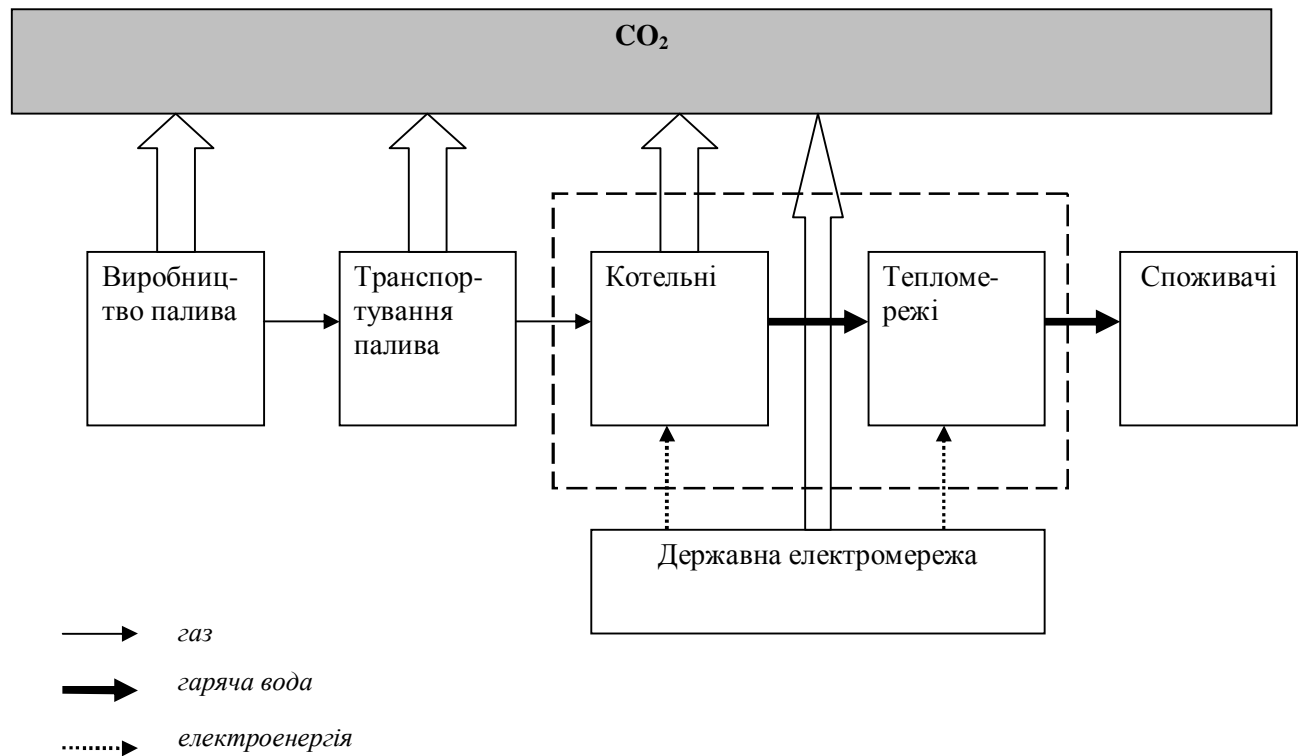 CO₂
Виробниц-
тво палива
Транспор-
тування
палива
Котельні
Тепломе-
режі
Споживачі
Державна електромережа
газ
гаряча вода
електроенергія